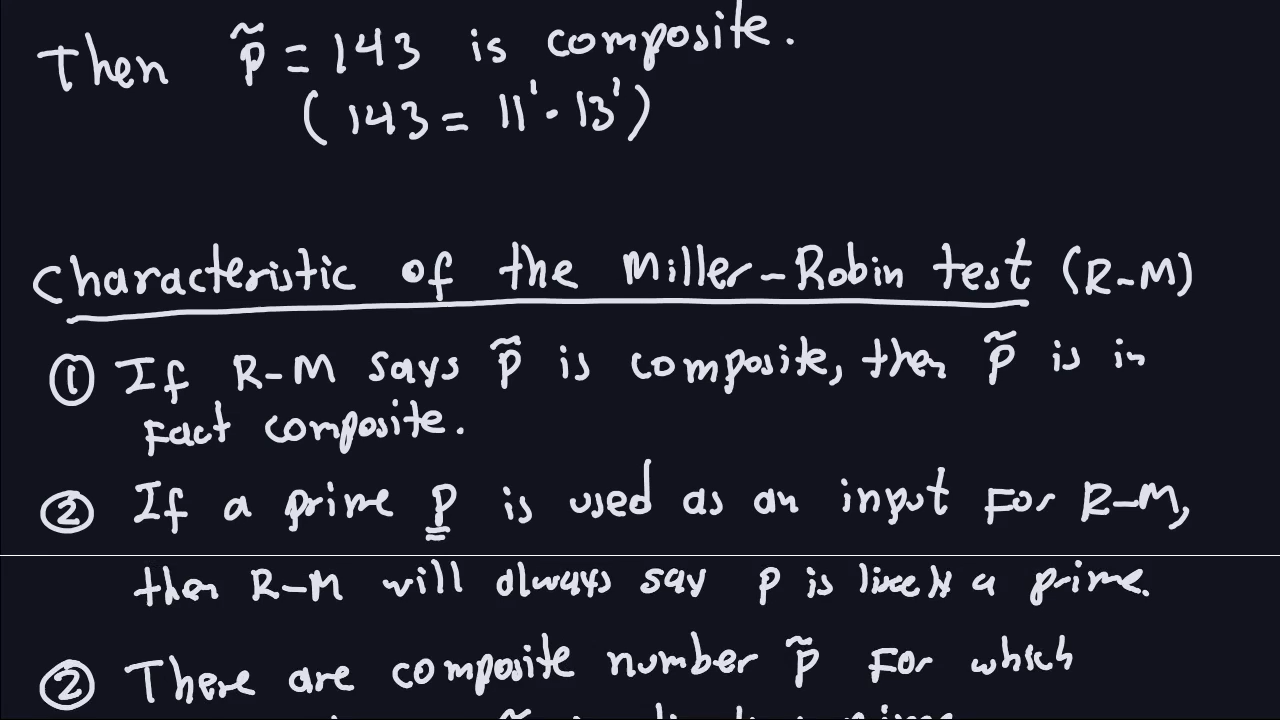 Then p̃ = 143 is composite.
(143 = 11' · 13')
Characteristic of the Miller-Robin test (R-M)
① If R-M says p̃ is composite, then p̃ is in
Fact composite.
② If a prime p is used as an input For R-M,
then R-M will always say p is a prime.
② There are composite number p̃ For which